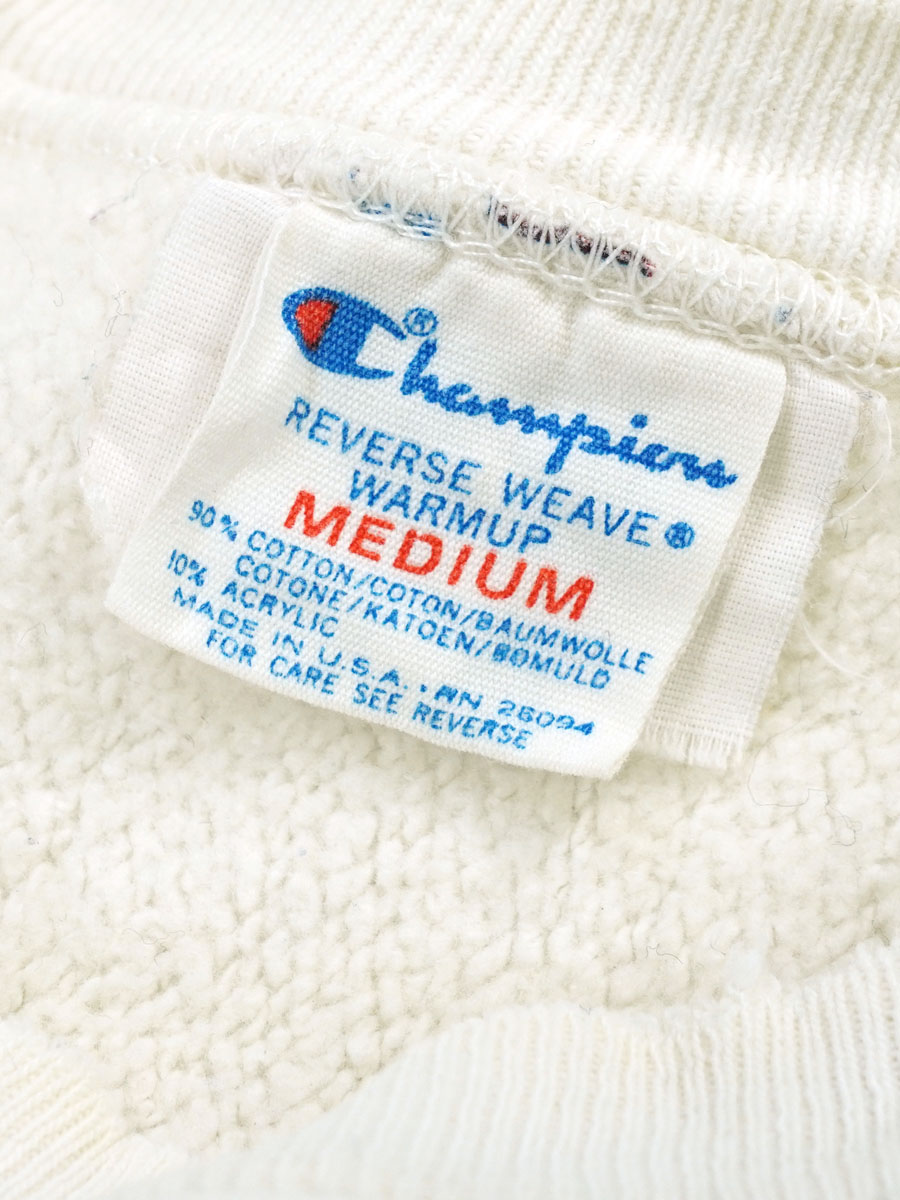 Champion®
REVERSE WEAVE®
WARMUP
MEDIUM
90% COTTON/COTON/BAUMWOLLE
COTONE/KATOEN/BOMULD
10% ACRYLIC
MADE IN U.S.A. • RN 26094
FOR CARE SEE REVERSE